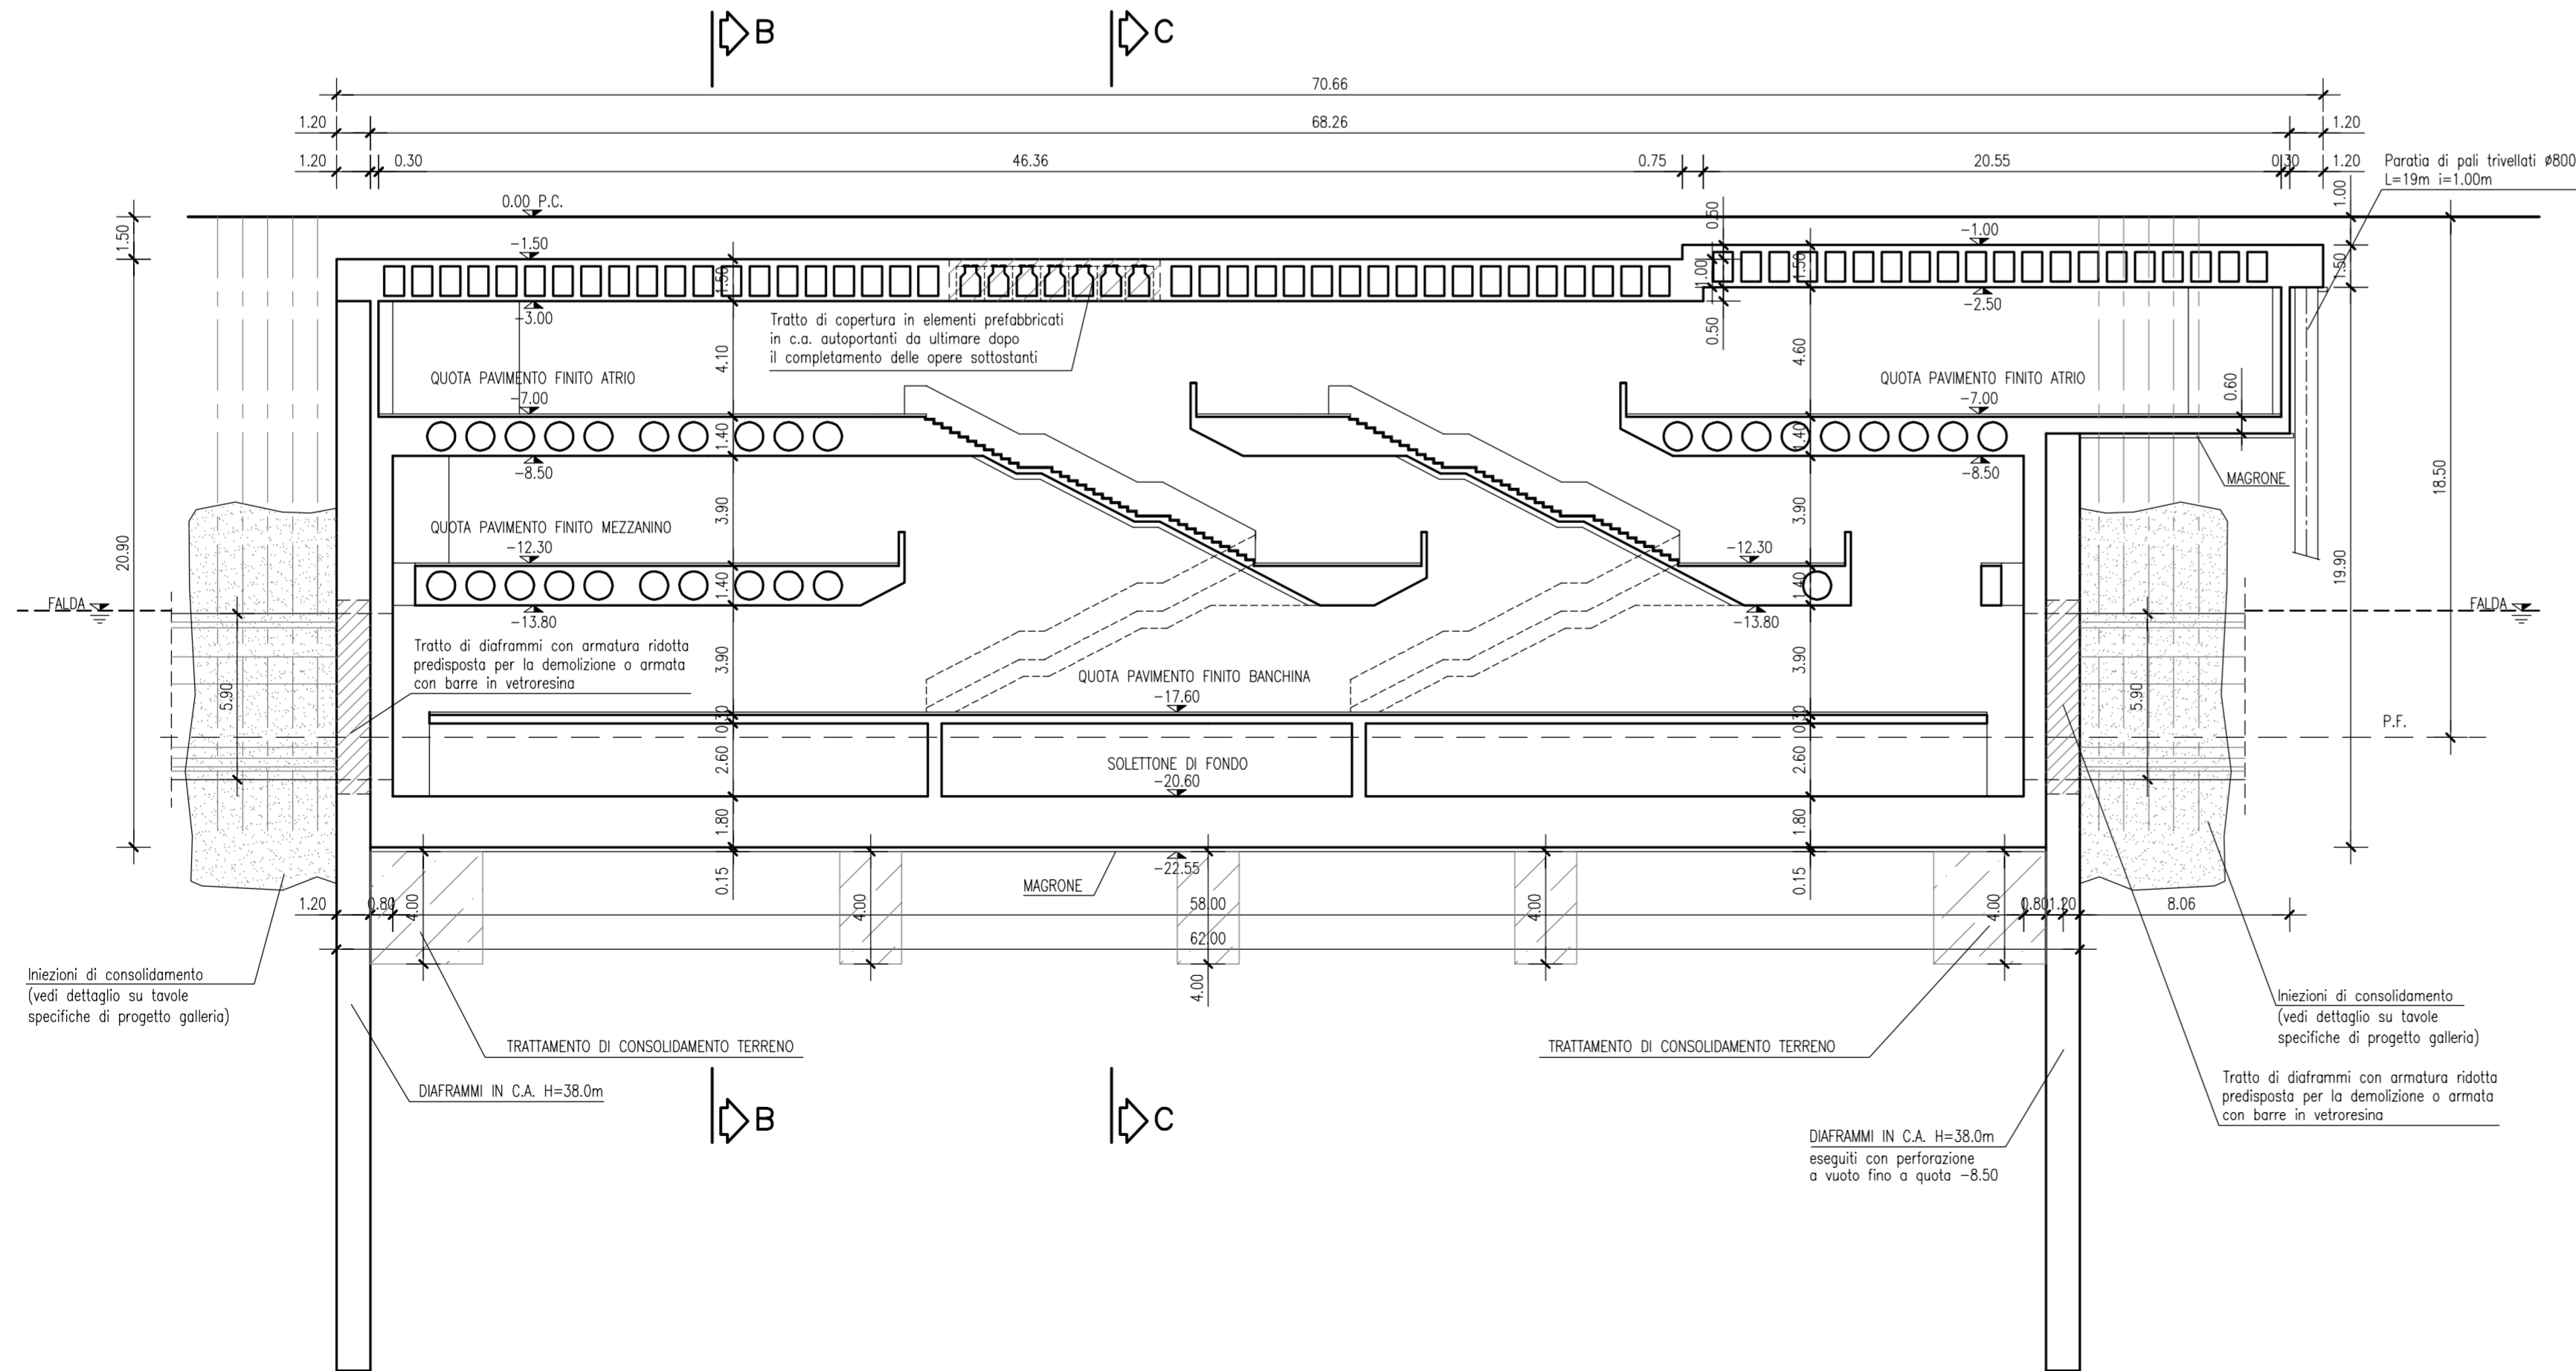 B
C
70.66
1.20
68.26
1.20
1.20
0.30
46.36
0.75
20.55
0.30
1.20
Paratia di pali trivellati ø800
L=19m i=1.00m
0.00 P.C.
1.50
0.50
1.00
-1.50
-1.00
1.50
1.00
1.50
1.50
-3.00
-2.50
0.50
Tratto di copertura in elementi prefabbricati
in c.a. autoportanti da ultimare dopo
il completamento delle opere sottostanti
4.10
4.60
QUOTA PAVIMENTO FINITO ATRIO
-7.00
QUOTA PAVIMENTO FINITO ATRIO
-7.00
0.60
1.40
1.40
-8.50
-8.50
MAGRONE
18.50
3.90
3.90
QUOTA PAVIMENTO FINITO MEZZANINO
-12.30
-12.30
20.90
19.90
1.40
1.40
FALDA
FALDA
-13.80
-13.80
Tratto di diaframmi con armatura ridotta
predisposta per la demolizione o armata
con barre in vetroresina
3.90
3.90
5.90
5.90
QUOTA PAVIMENTO FINITO BANCHINA
-17.60
0.30
0.30
P.F.
2.60
2.60
SOLETTONE DI FONDO
-20.60
1.80
1.80
-22.55
0.15
0.15
MAGRONE
1.20
0.80
4.00
4.00
58.00
4.00
4.00
0.80
1.20
8.06
62.00
4.00
Iniezioni di consolidamento
(vedi dettaglio su tavole
specifiche di progetto galleria)
Iniezioni di consolidamento
(vedi dettaglio su tavole
specifiche di progetto galleria)
TRATTAMENTO DI CONSOLIDAMENTO TERRENO
TRATTAMENTO DI CONSOLIDAMENTO TERRENO
DIAFRAMMI IN C.A. H=38.0m
Tratto di diaframmi con armatura ridotta
predisposta per la demolizione o armata
con barre in vetroresina
B
C
DIAFRAMMI IN C.A. H=38.0m
eseguiti con perforazione
a vuoto fino a quota -8.50